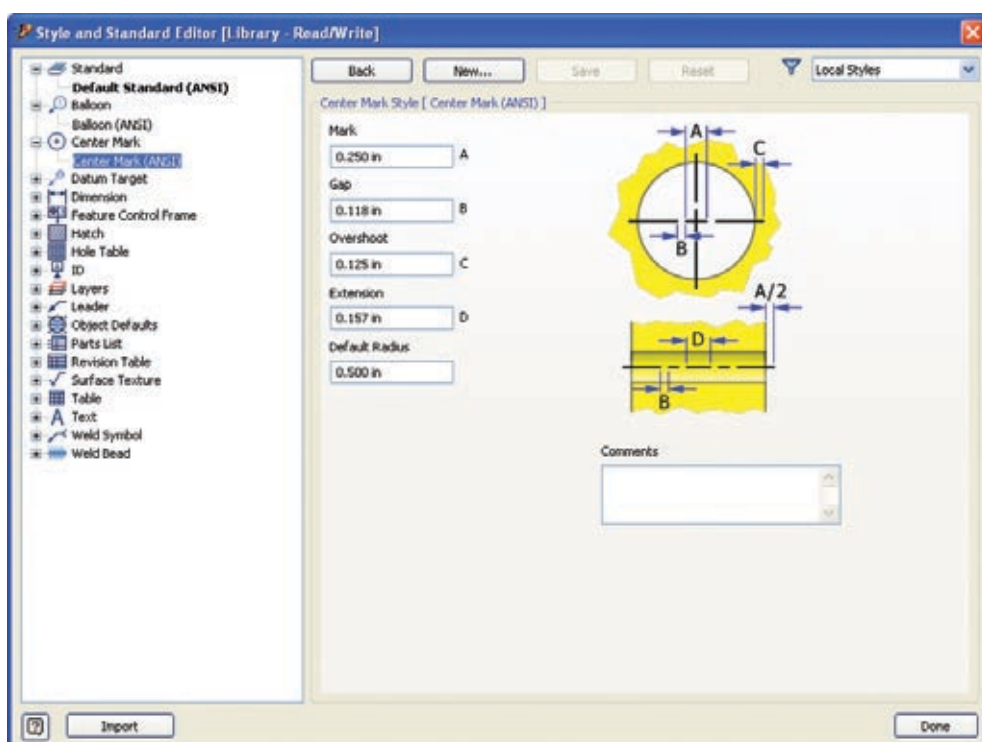 Style and Standard Editor [Library - Read/Write]
Standard
Default Standard (ANSI)
Balloon
Balloon (ANSI)
Center Mark
Center Mark (ANSI)
Datum Target
Dimension
Feature Control Frame
Hatch
Hole Table
ID
Layers
Leader
Object Defaults
Parts List
Revision Table
Surface Texture
Table
Text
Weld Symbol
Weld Bead
Back New... Save Reset Local Styles
Center Mark Style [ Center Mark (ANSI) ]
Mark
0.250 in A
Gap
0.118 in B
Overshoot
0.125 in C
Extension
0.157 in D
Default Radius
0.500 in
A
C
B
A/2
D
B
Comments
Import Done